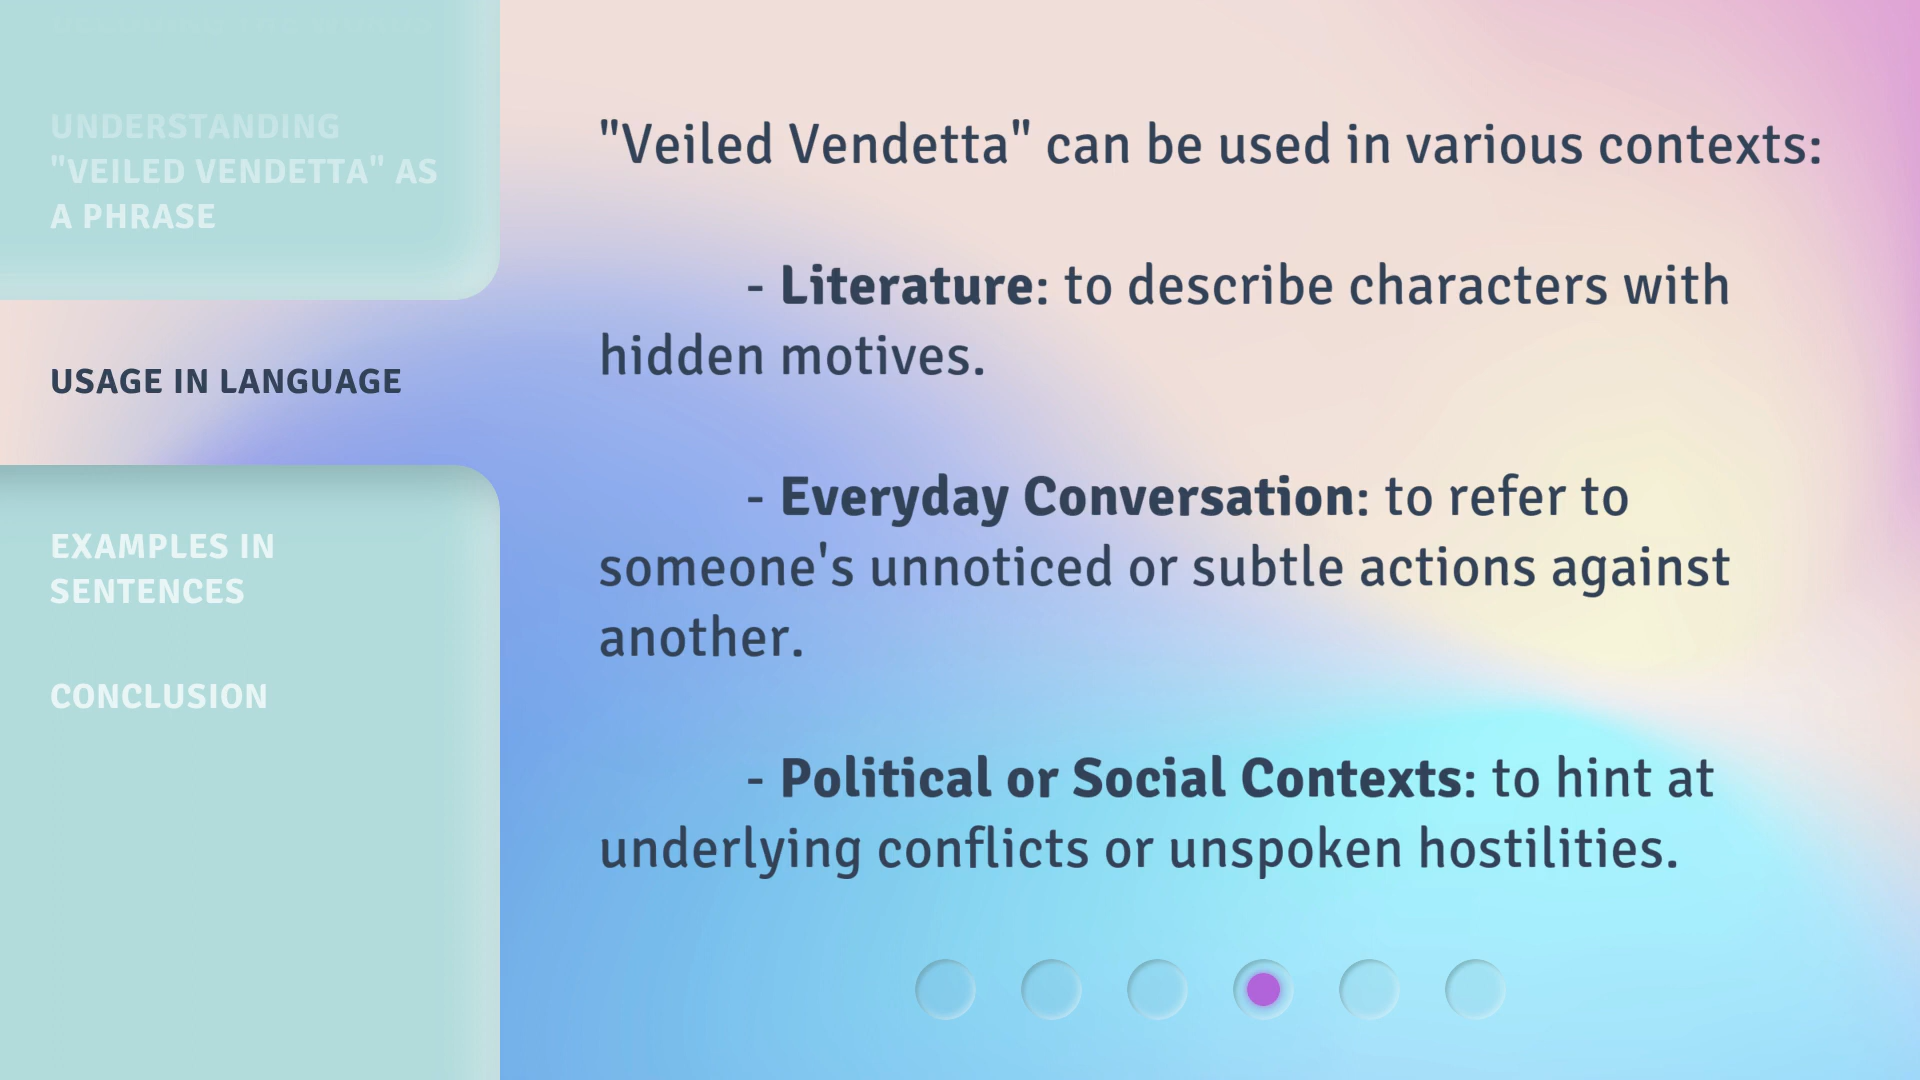 UNDERSTANDING
"VEILED VENDETTA" AS
A PHRASE
USAGE IN LANGUAGE
EXAMPLES IN
SENTENCES
CONCLUSION
"Veiled Vendetta" can be used in various contexts:
- Literature: to describe characters with
hidden motives.
- Everyday Conversation: to refer to
someone's unnoticed or subtle actions against
another.
- Political or Social Contexts: to hint at
underlying conflicts or unspoken hostilities.